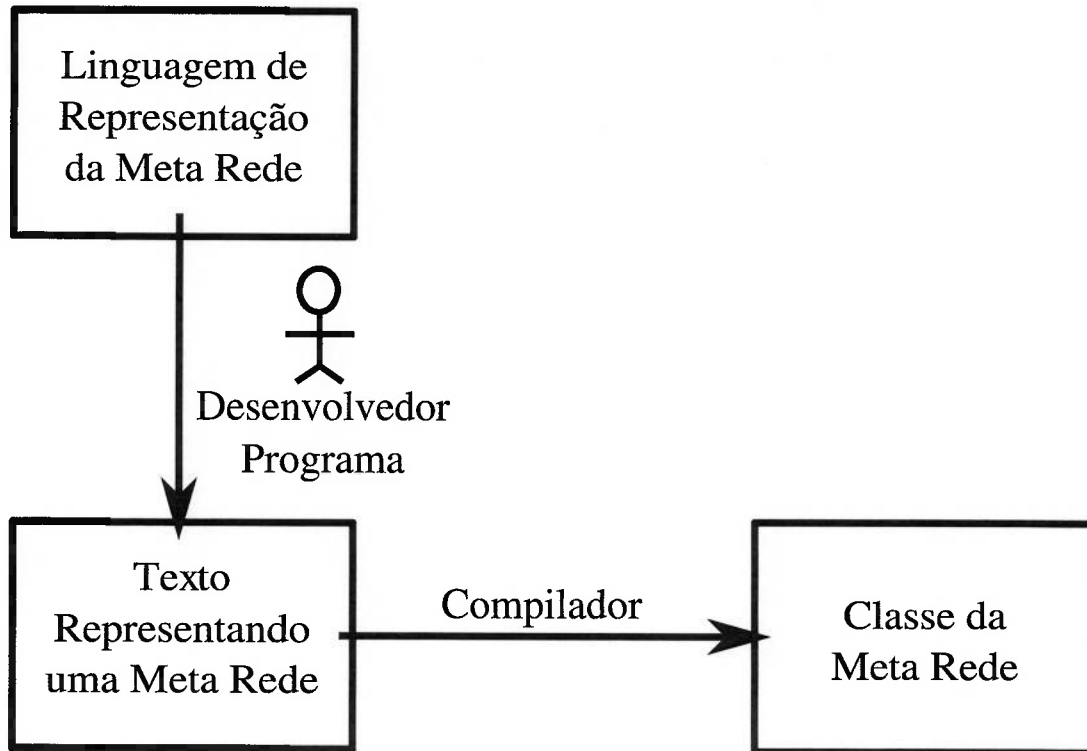 Linguagem de
Representação
da Meta Rede
Desenvolvedor
Programa
Texto
Representando
uma Meta Rede
Compilador
Classe da
Meta Rede